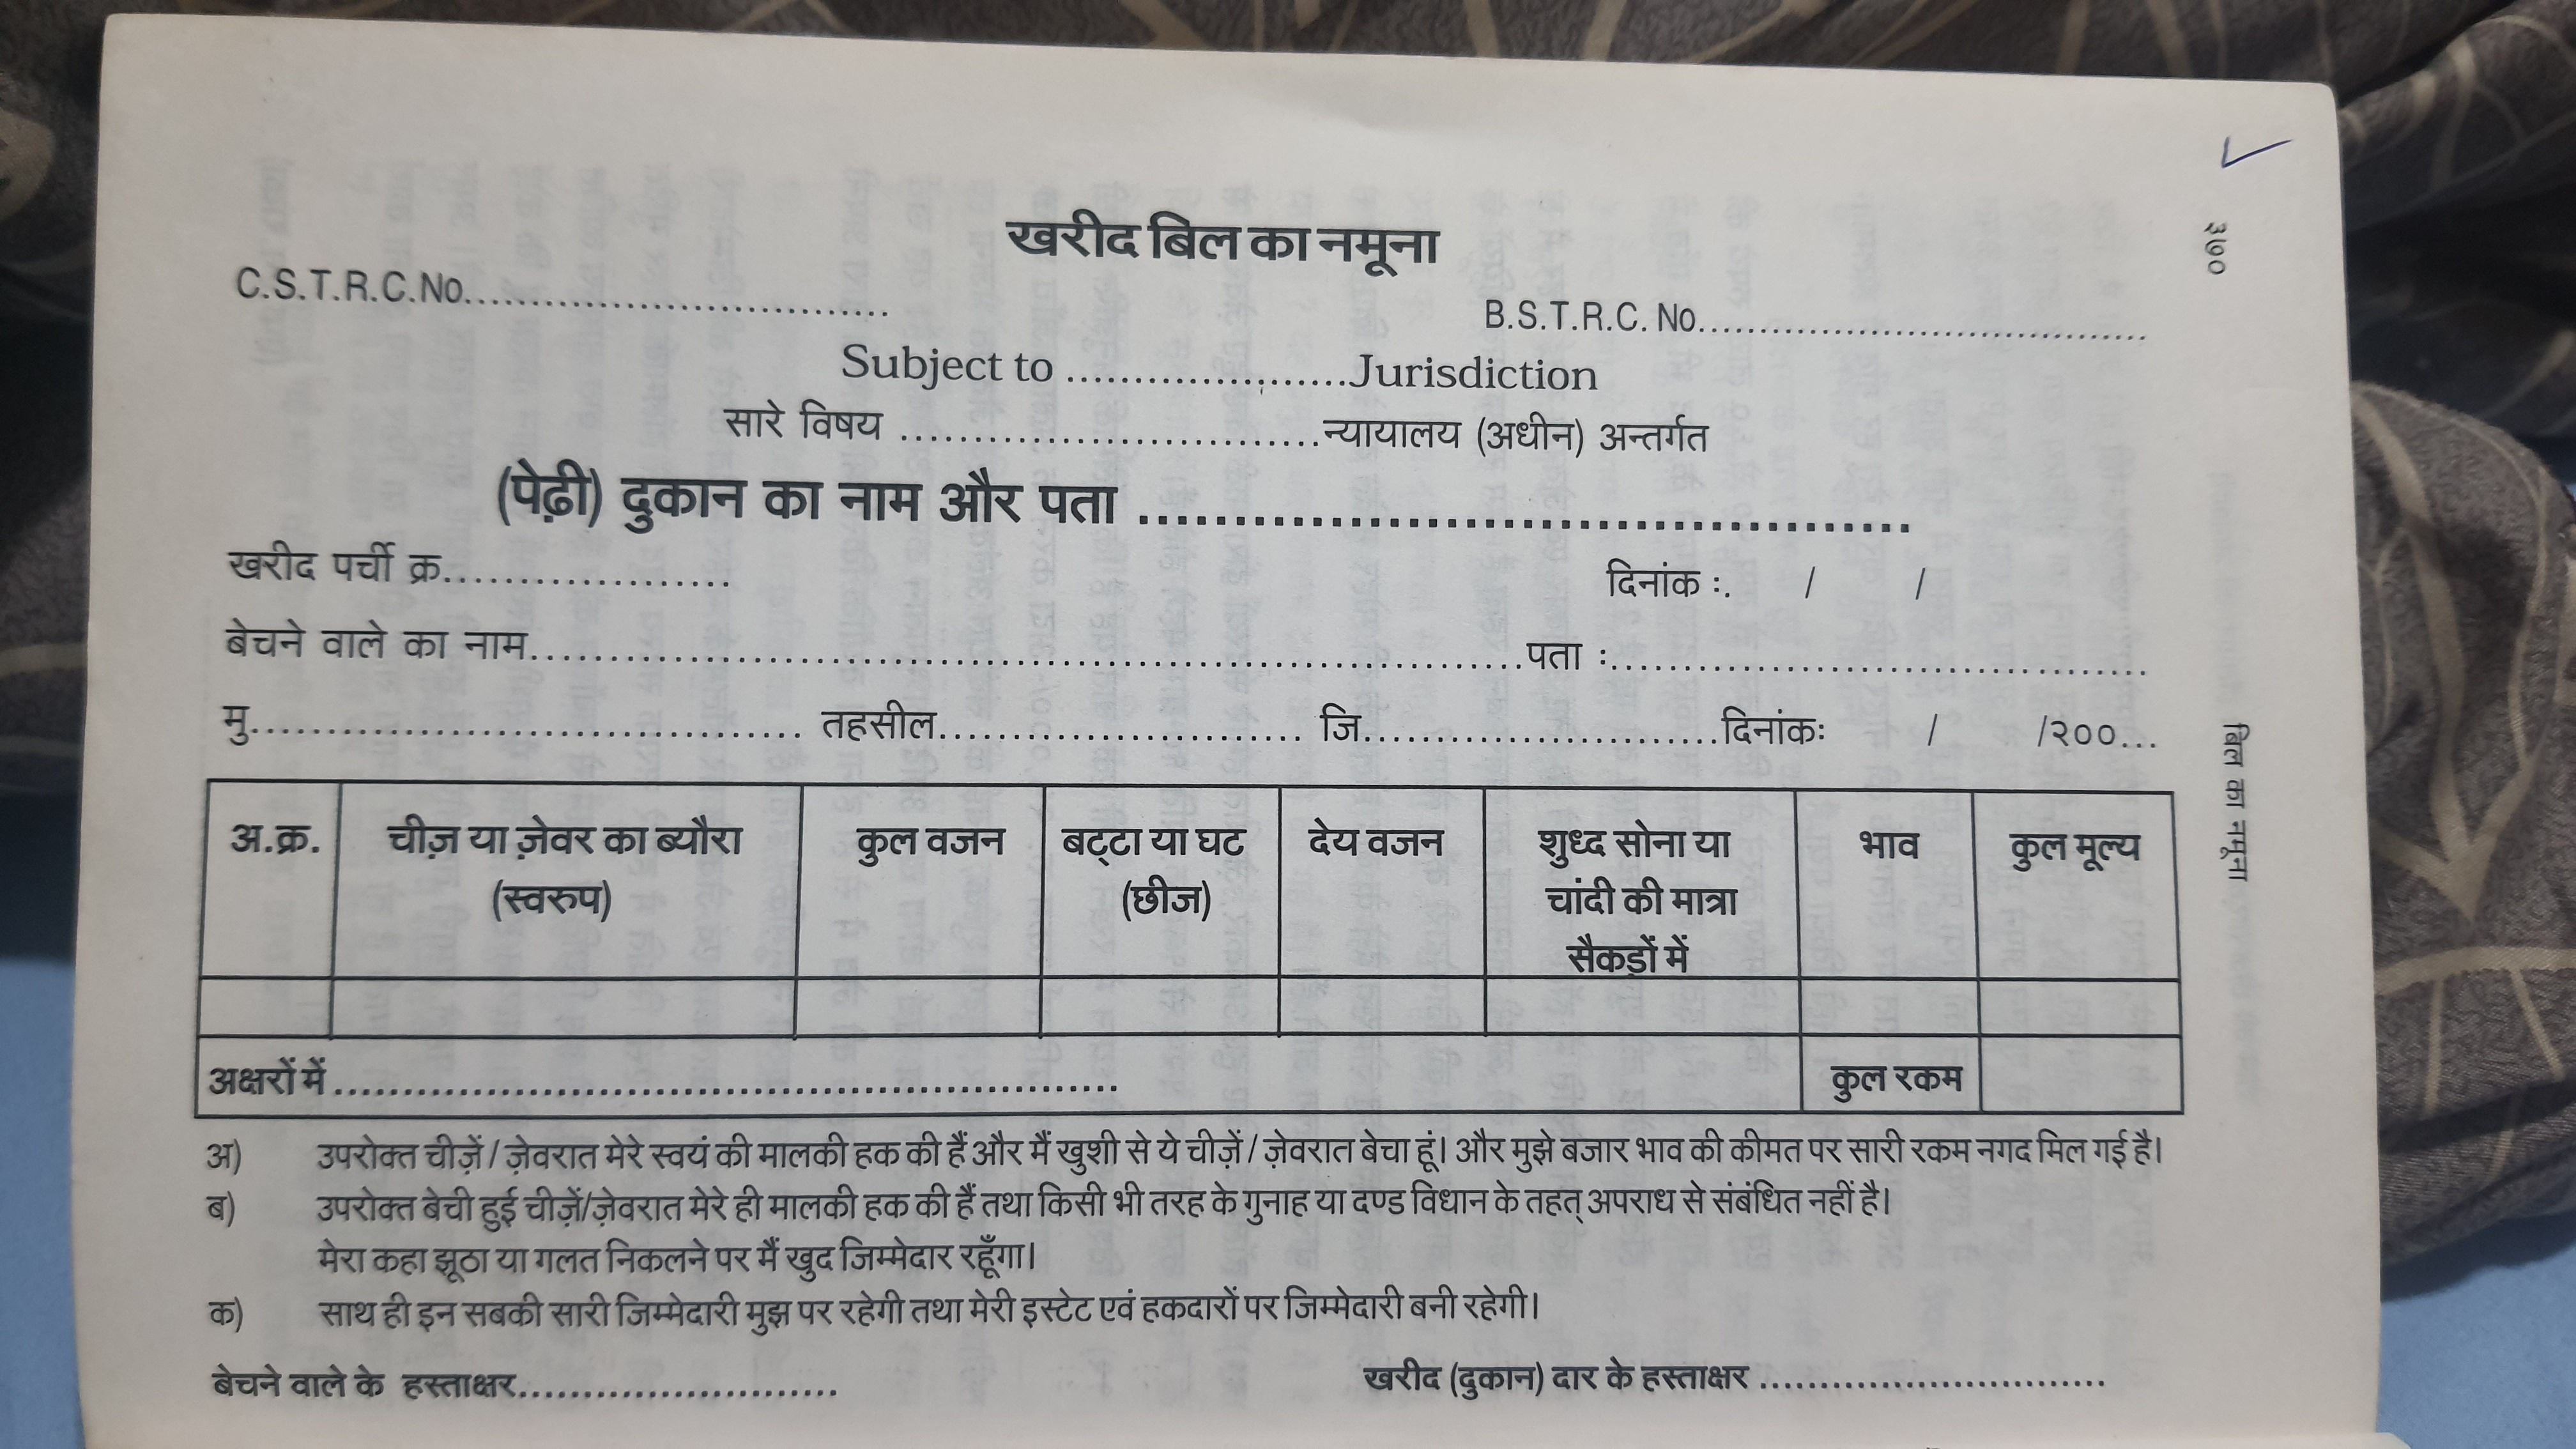 ३७०
बिल का नमूना
खरीद बिल का नमूना
C.S.T.R.C.No.......................................
B.S.T.R.C. No.......................................
Subject to .....................Jurisdiction
सारे विषय .............................न्यायालय (अधीन) अन्तर्गत
(पेढ़ी) दुकान का नाम और पता ........................................
खरीद पर्ची क्र....................
दिनांक :. / /
बेचने वाले का नाम..........................................................................पता :.......................................
मु....................................... तहसील.......................... जि..........................दिनांकः / /२००...
अ.क्र. चीज़ या ज़ेवर का ब्यौरा (स्वरुप) कुल वजन बट्टा या घट (छीज) देय वजन शुध्द सोना या चांदी की मात्रा सैकड़ों में भाव कुल मूल्य
अक्षरों में .......................................................... कुल रकम
अ) उपरोक्त चीज़ें / ज़ेवरात मेरे स्वयं की मालकी हक की हैं और मैं खुशी से ये चीज़ें / ज़ेवरात बेचा हूं। और मुझे बजार भाव की कीमत पर सारी रकम नगद मिल गई है।
ब) उपरोक्त बेची हुई चीज़ें/ज़ेवरात मेरे ही मालकी हक की हैं तथा किसी भी तरह के गुनाह या दण्ड विधान के तहत् अपराध से संबंधित नहीं है।
मेरा कहा झूठा या गलत निकलने पर मैं खुद जिम्मेदार रहूँगा।
क) साथ ही इन सबकी सारी जिम्मेदारी मुझ पर रहेगी तथा मेरी इस्टेट एवं हकदारों पर जिम्मेदारी बनी रहेगी।
बेचने वाले के हस्ताक्षर..........................
खरीद (दुकान) दार के हस्ताक्षर ............................